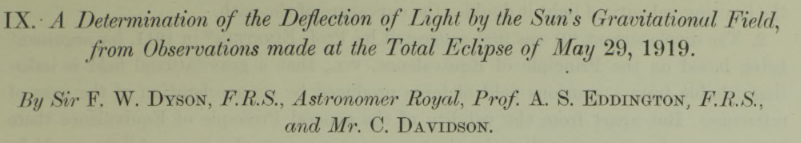 IX. A Determination of the Deflection of Light by the Sun's Gravitational Field,
from Observations made at the Total Eclipse of May 29, 1919.
By Sir F. W. Dyson, F.R.S., Astronomer Royal, Prof. A. S. Eddington, F.R.S.,
and Mr. C. Davidson.